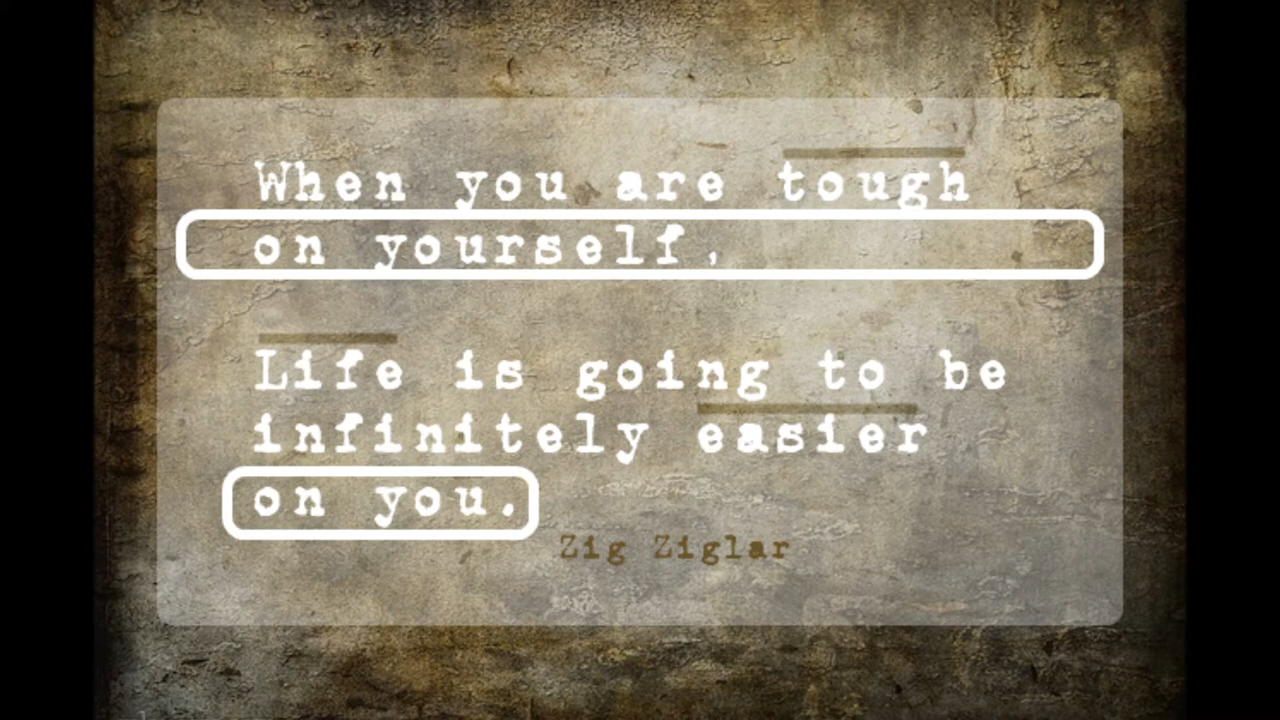 When you are tough
on yourself,
Life is going to be
infinitely easier
on you.
Zig Ziglar